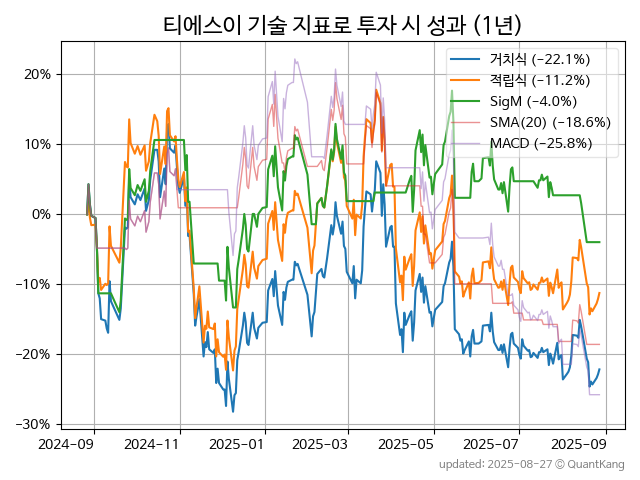 티에스이 기술 지표로 투자 시 성과 (1년)
거치식 (−22.1%)
적립식 (−11.2%)
SigM (−4.0%)
SMA(20) (−18.6%)
MACD (−25.8%)
20%
10%
0%
−10%
−20%
−30%
2024-09
2024-11
2025-01
2025-03
2025-05
2025-07
2025-09
updated: 2025-08-27 © QuantKang